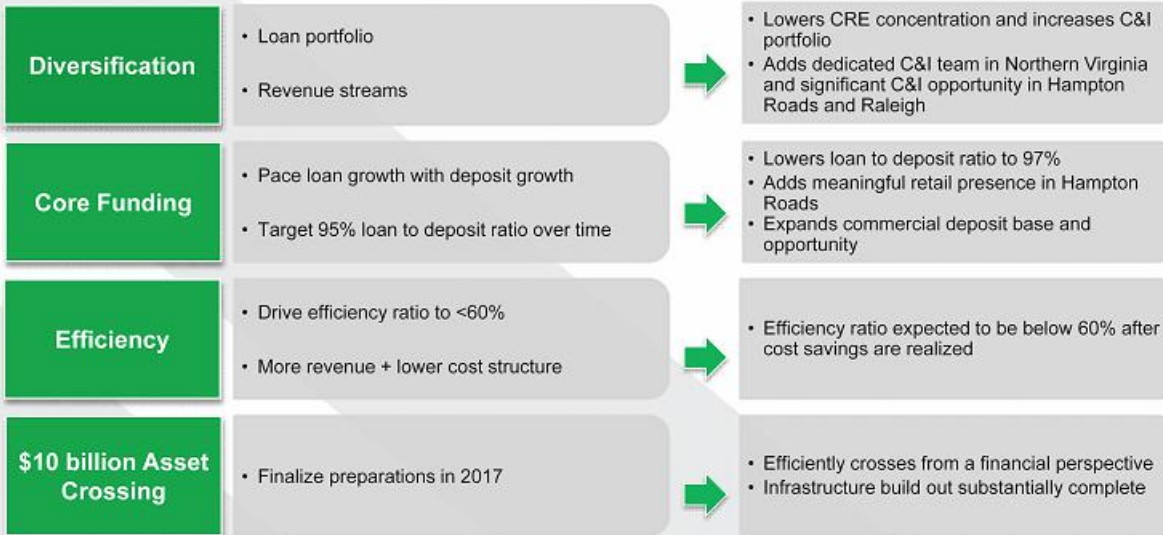 Diversification
• Loan portfolio
• Revenue streams
• Lowers CRE concentration and increases C&I
portfolio
• Adds dedicated C&I team in Northern Virginia
and significant C&I opportunity in Hampton
Roads and Raleigh
Core Funding
• Pace loan growth with deposit growth
• Target 95% loan to deposit ratio over time
• Lowers loan to deposit ratio to 97%
• Adds meaningful retail presence in Hampton
Roads
• Expands commercial deposit base and
opportunity
Efficiency
• Drive efficiency ratio to <60%
• More revenue + lower cost structure
• Efficiency ratio expected to be below 60% after
cost savings are realized
$10 billion Asset
Crossing
• Finalize preparations in 2017
• Efficiently crosses from a financial perspective
• Infrastructure build out substantially complete